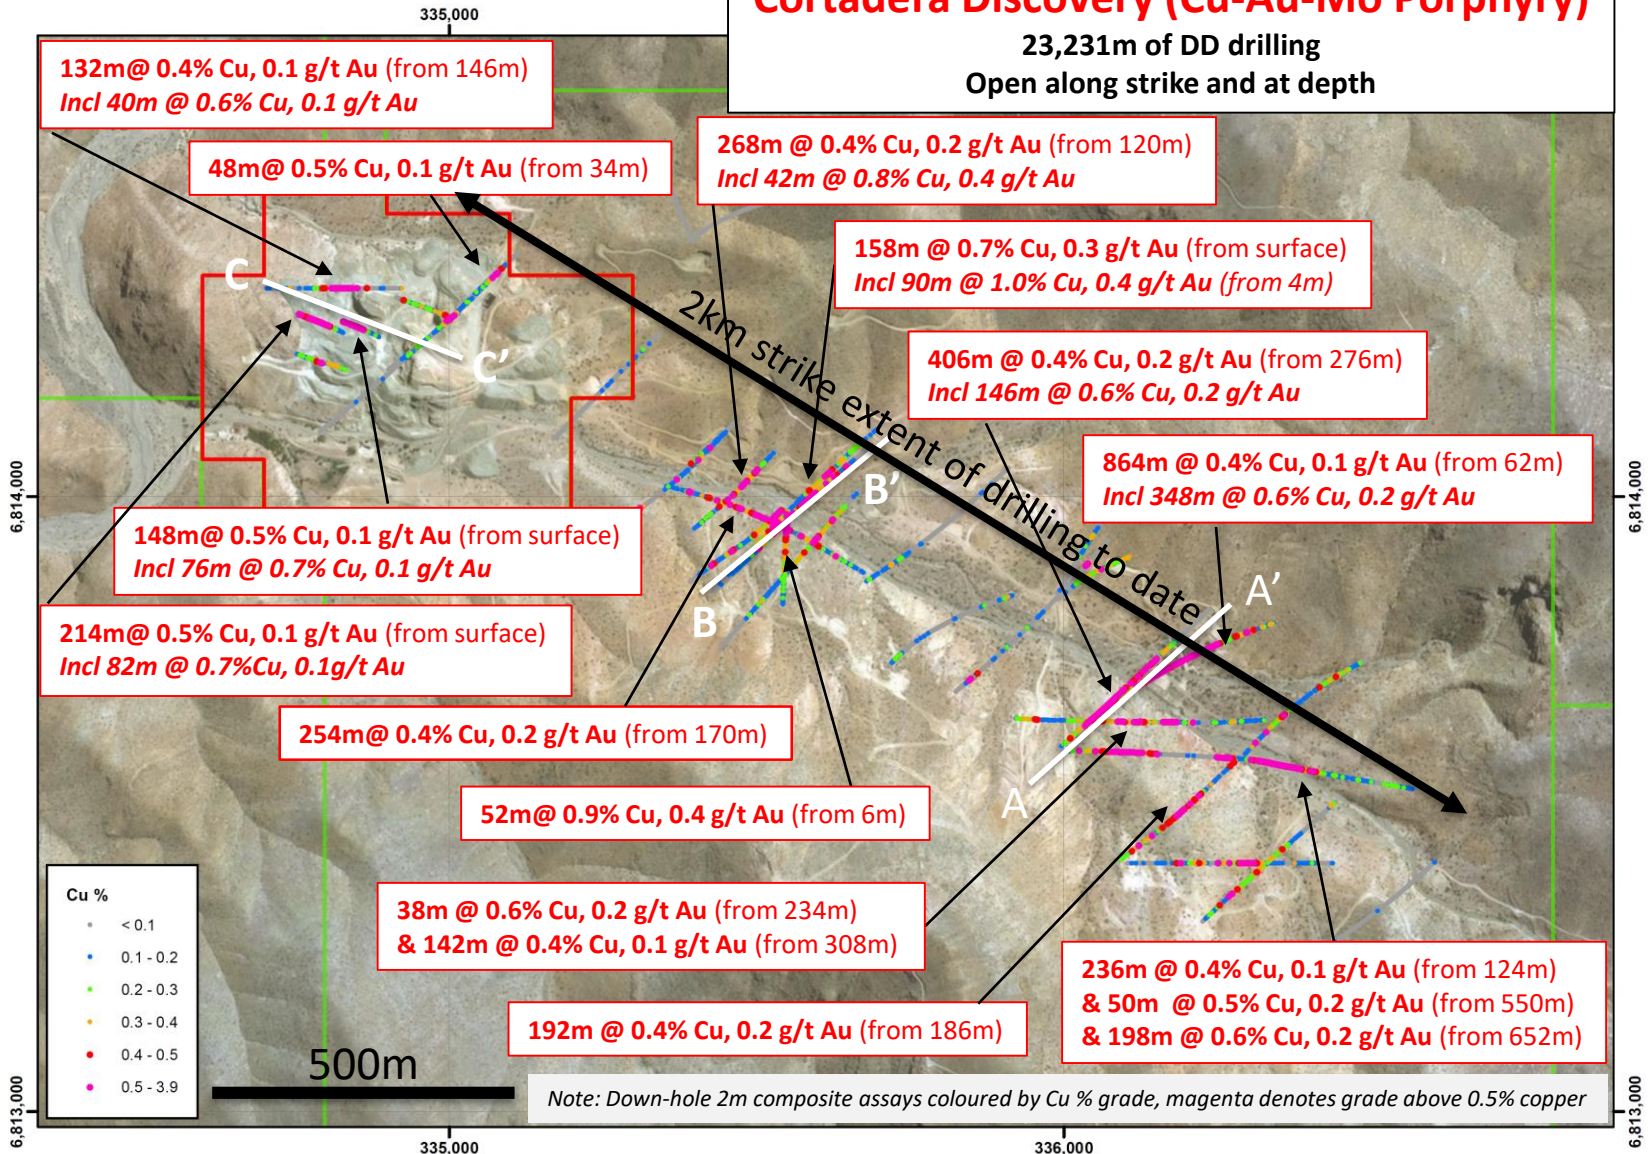 Cortadera Discovery (Cu-Au-Mo Porphyry)
23,231m of DD drilling
Open along strike and at depth
335,000
132m@ 0.4% Cu, 0.1 g/t Au (from 146m)
Incl 40m @ 0.6% Cu, 0.1 g/t Au
48m@ 0.5% Cu, 0.1 g/t Au (from 34m)
268m @ 0.4% Cu, 0.2 g/t Au (from 120m)
Incl 42m @ 0.8% Cu, 0.4 g/t Au
158m @ 0.7% Cu, 0.3 g/t Au (from surface)
Incl 90m @ 1.0% Cu, 0.4 g/t Au (from 4m)
406m @ 0.4% Cu, 0.2 g/t Au (from 276m)
Incl 146m @ 0.6% Cu, 0.2 g/t Au
864m @ 0.4% Cu, 0.1 g/t Au (from 62m)
Incl 348m @ 0.6% Cu, 0.2 g/t Au
2km strike extent of drilling to date
C
C'
B
B'
A
A'
6,814,000
6,814,000
148m@ 0.5% Cu, 0.1 g/t Au (from surface)
Incl 76m @ 0.7% Cu, 0.1 g/t Au
214m@ 0.5% Cu, 0.1 g/t Au (from surface)
Incl 82m @ 0.7%Cu, 0.1g/t Au
254m@ 0.4% Cu, 0.2 g/t Au (from 170m)
52m@ 0.9% Cu, 0.4 g/t Au (from 6m)
38m @ 0.6% Cu, 0.2 g/t Au (from 234m)
& 142m @ 0.4% Cu, 0.1 g/t Au (from 308m)
192m @ 0.4% Cu, 0.2 g/t Au (from 186m)
236m @ 0.4% Cu, 0.1 g/t Au (from 124m)
& 50m @ 0.5% Cu, 0.2 g/t Au (from 550m)
& 198m @ 0.6% Cu, 0.2 g/t Au (from 652m)
Cu %
< 0.1
0.1 - 0.2
0.2 - 0.3
0.3 - 0.4
0.4 - 0.5
0.5 - 3.9
500m
Note: Down-hole 2m composite assays coloured by Cu % grade, magenta denotes grade above 0.5% copper
6,813,000
6,813,000
335,000
336,000